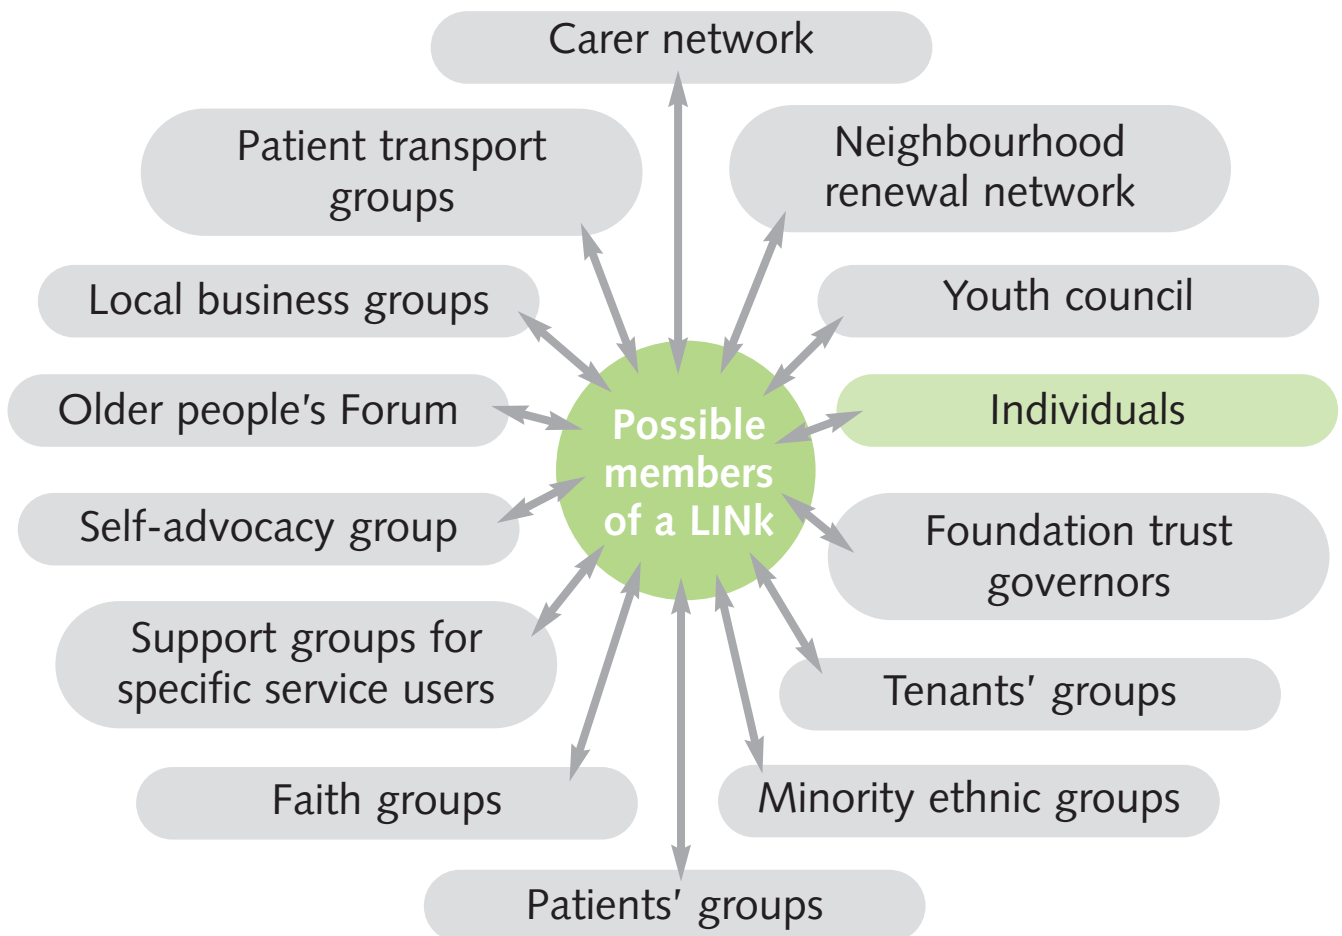 Carer network
Patient transport
groups
Neighbourhood
renewal network
Local business groups
Youth council
Older people's Forum
Individuals
Possible
members
of a LINk
Self-advocacy group
Foundation trust
governors
Support groups for
specific service users
Tenants' groups
Faith groups
Minority ethnic groups
Patients' groups